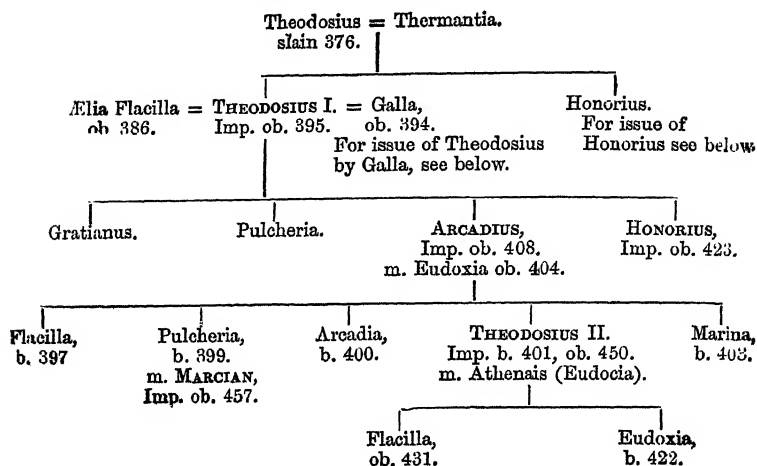 Theodosius = Thermantia.
slain 376.
Ælia Flacilla = THEODOSIUS I. = Galla,
ob. 386. Imp. ob. 395. ob. 394.
For issue of Theodosius
by Galla, see below.
Honorius.
For issue of
Honorius see below.
Gratianus. Pulcheria. ARCADIUS, HONORIUS,
Imp. ob. 408. Imp. ob. 423.
m. Eudoxia ob. 404.
Flacilla, Pulcheria, Arcadia, THEODOSIUS II. Marina,
b. 397 b. 399. b. 400. Imp. b. 401, ob. 450. b. 403.
m. MARCIAN, m. Athenais (Eudocia).
Imp. ob. 457.
Flacilla, Eudoxia,
ob. 431. b. 422.